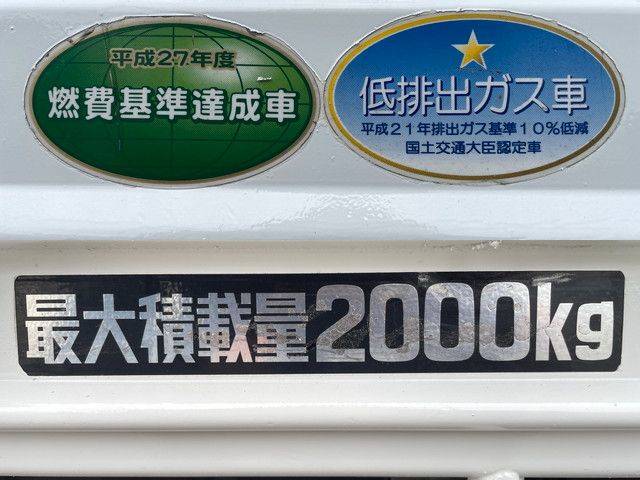 平成27年度
燃費基準達成車
低排出ガス車
平成21年排出ガス基準10%低減
国土交通大臣認定車
最大積載量2000kg